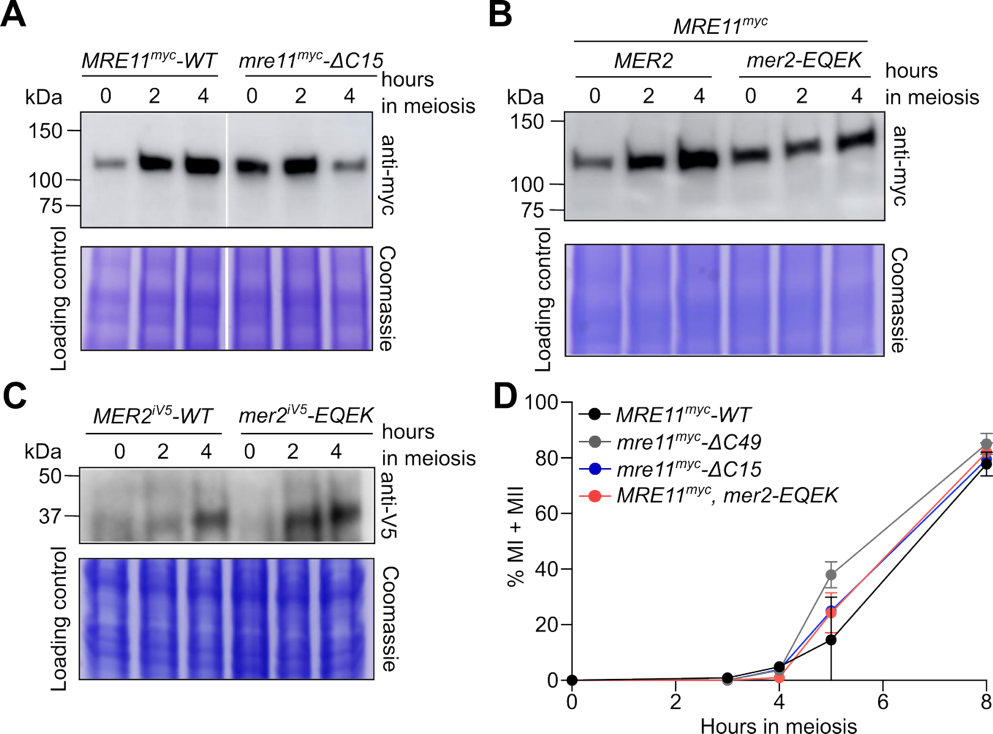 A
MRE11myc-WT mre11myc-ΔC15
hours
0 2 4 0 2 4
in meiosis
kDa
150
100
75
anti-myc
Loading control
Coomassie
B
MRE11myc
MER2 mer2-EQEK
hours
0 2 4 0 2 4
in meiosis
kDa
150
100
75
anti-myc
Loading control
Coomassie
C
MER2iV5-WT mer2iV5-EQEK
hours
0 2 4 0 2 4
in meiosis
kDa
50
37
anti-V5
Loading control
Coomassie
D
100
80
60
40
20
0
% MI + MII
MRE11myc-WT
mre11myc-ΔC49
mre11myc-ΔC15
MRE11myc, mer2-EQEK
0 2 4 6 8
Hours in meiosis